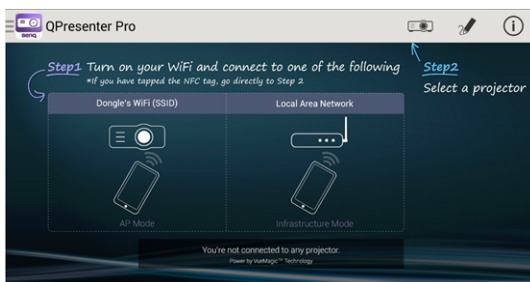 BenQ
QPresenter Pro
Step1 Turn on your WiFi and connect to one of the following
*If you have tapped the NFC tag, go directly to Step 2
Step2
Select a projector
Dongle's WiFi (SSID)
Local Area Network
AP Mode
Infrastructure Mode
You're not connected to any projector.
Power by VueMagic™ Technology